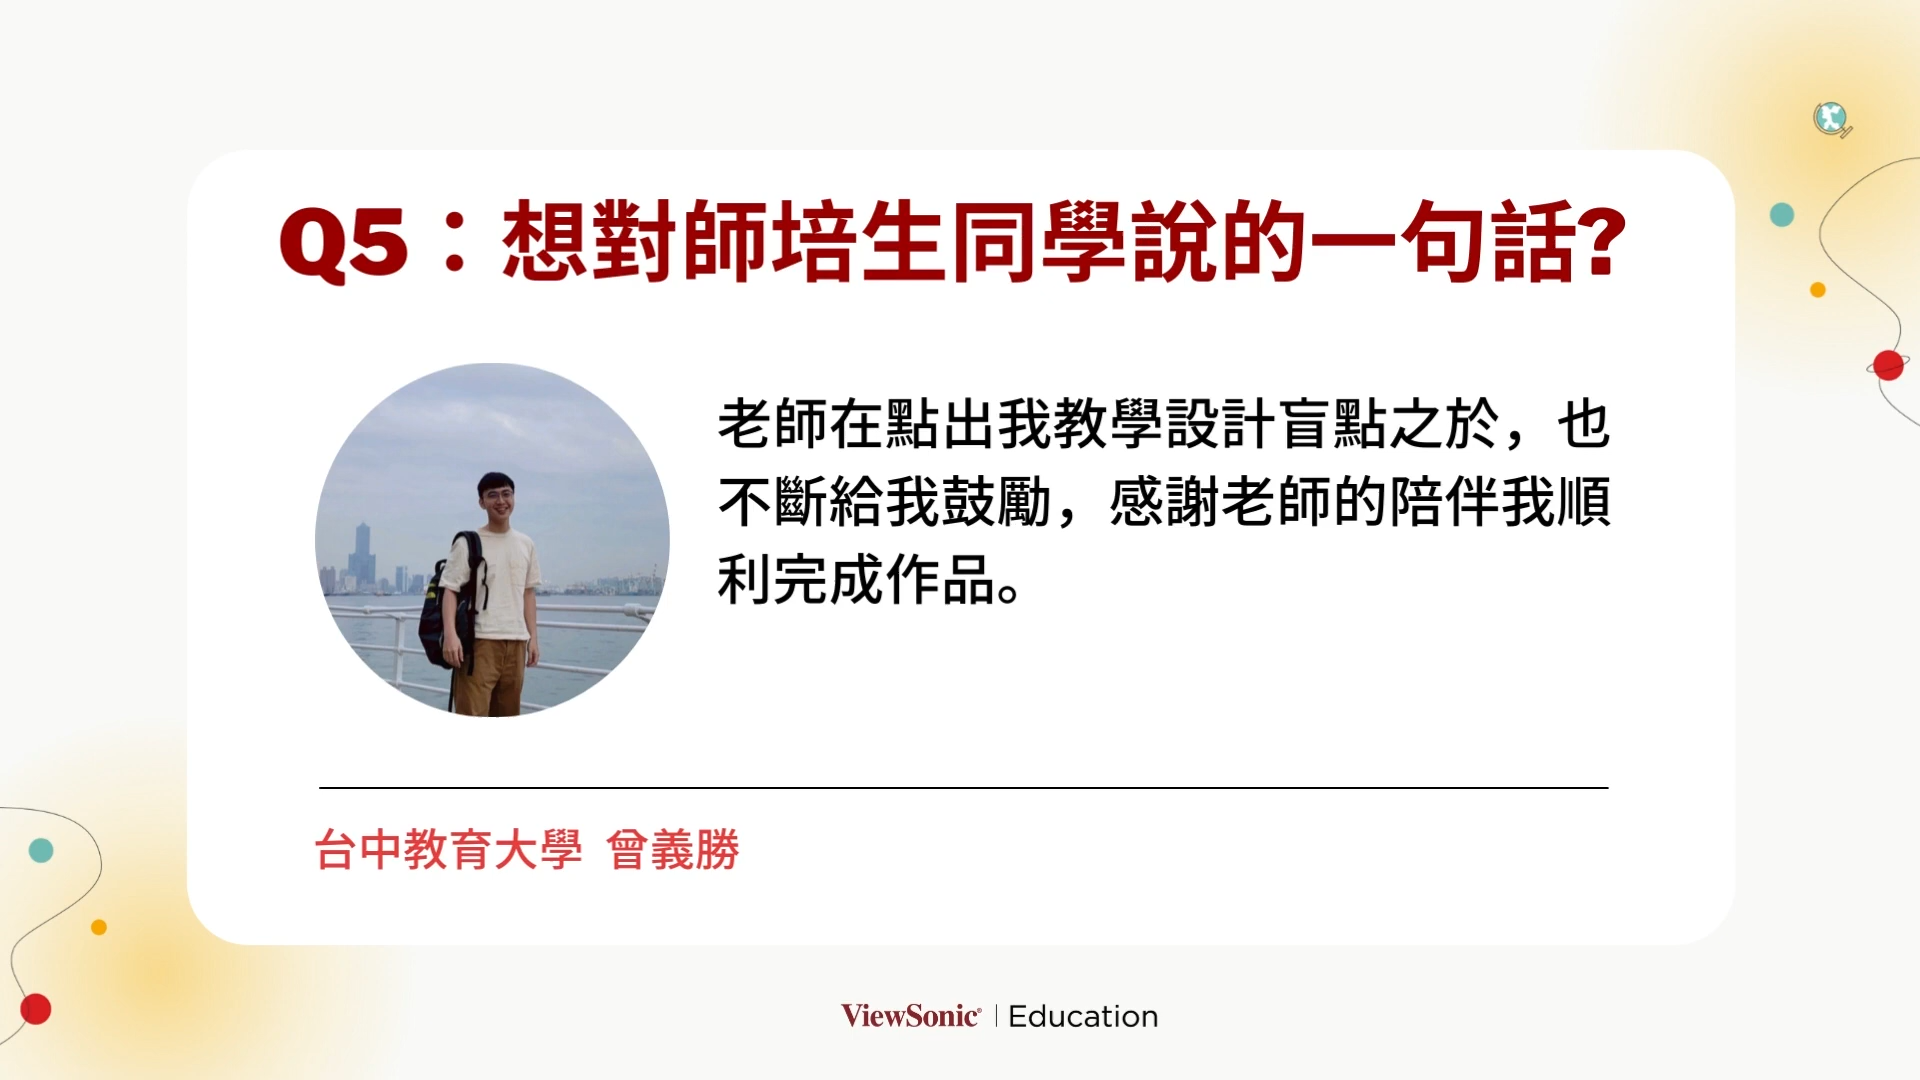 Q5：想對師培生同學說的一句話?
老師在點出我教學設計盲點之於，也
不斷給我鼓勵，感謝老師的陪伴我順
利完成作品。
台中教育大學 曾義勝
ViewSonic® | Education